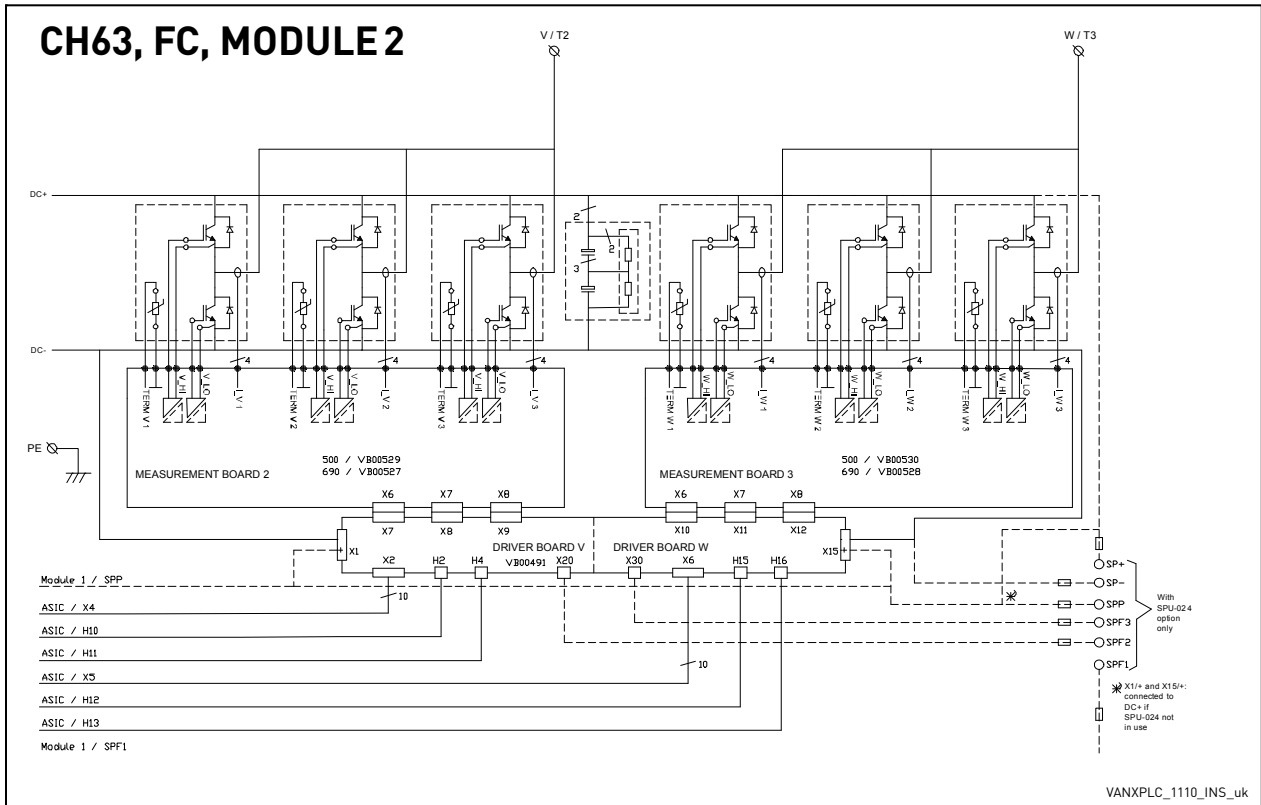 CH63, FC, MODULE 2
V / T2
W / T3
DC+
2
2
3
DC-
4
4
4
4
4
4
TERM V 1
V_HI
V_LO
I_V 1
TERM V 2
V_HI
V_LO
I_V 2
TERM V 3
V_HI
V_LO
I_V 3
TERM W 1
W_HI
W_LO
I_W 1
TERM W 2
W_HI
W_LO
I_W 2
TERM W 3
W_HI
W_LO
I_W 3
PE
MEASUREMENT BOARD 2
500 / VB00529
690 / VB00527
MEASUREMENT BOARD 3
500 / VB00530
690 / VB00528
X6 X7 X8
X7 X8 X9
X6 X7 X8
X10 X11 X12
X1
+
DRIVER BOARD V
VB00491
DRIVER BOARD W
X15
+
X2 H2 H4 X20 X30 X6 H15 H16
Module 1 / SPP
10
ASIC / X4
ASIC / H10
ASIC / H11
10
ASIC / X5
ASIC / H12
ASIC / H13
Module 1 / SPF1
SP+
SP-
SPP
SPF3
SPF2
SPF1
With
SPU-024
option
only
X1/+ and X15/+:
connected to
DC+ if
SPU-024 not
in use
VANXPLC_1110_INS_uk